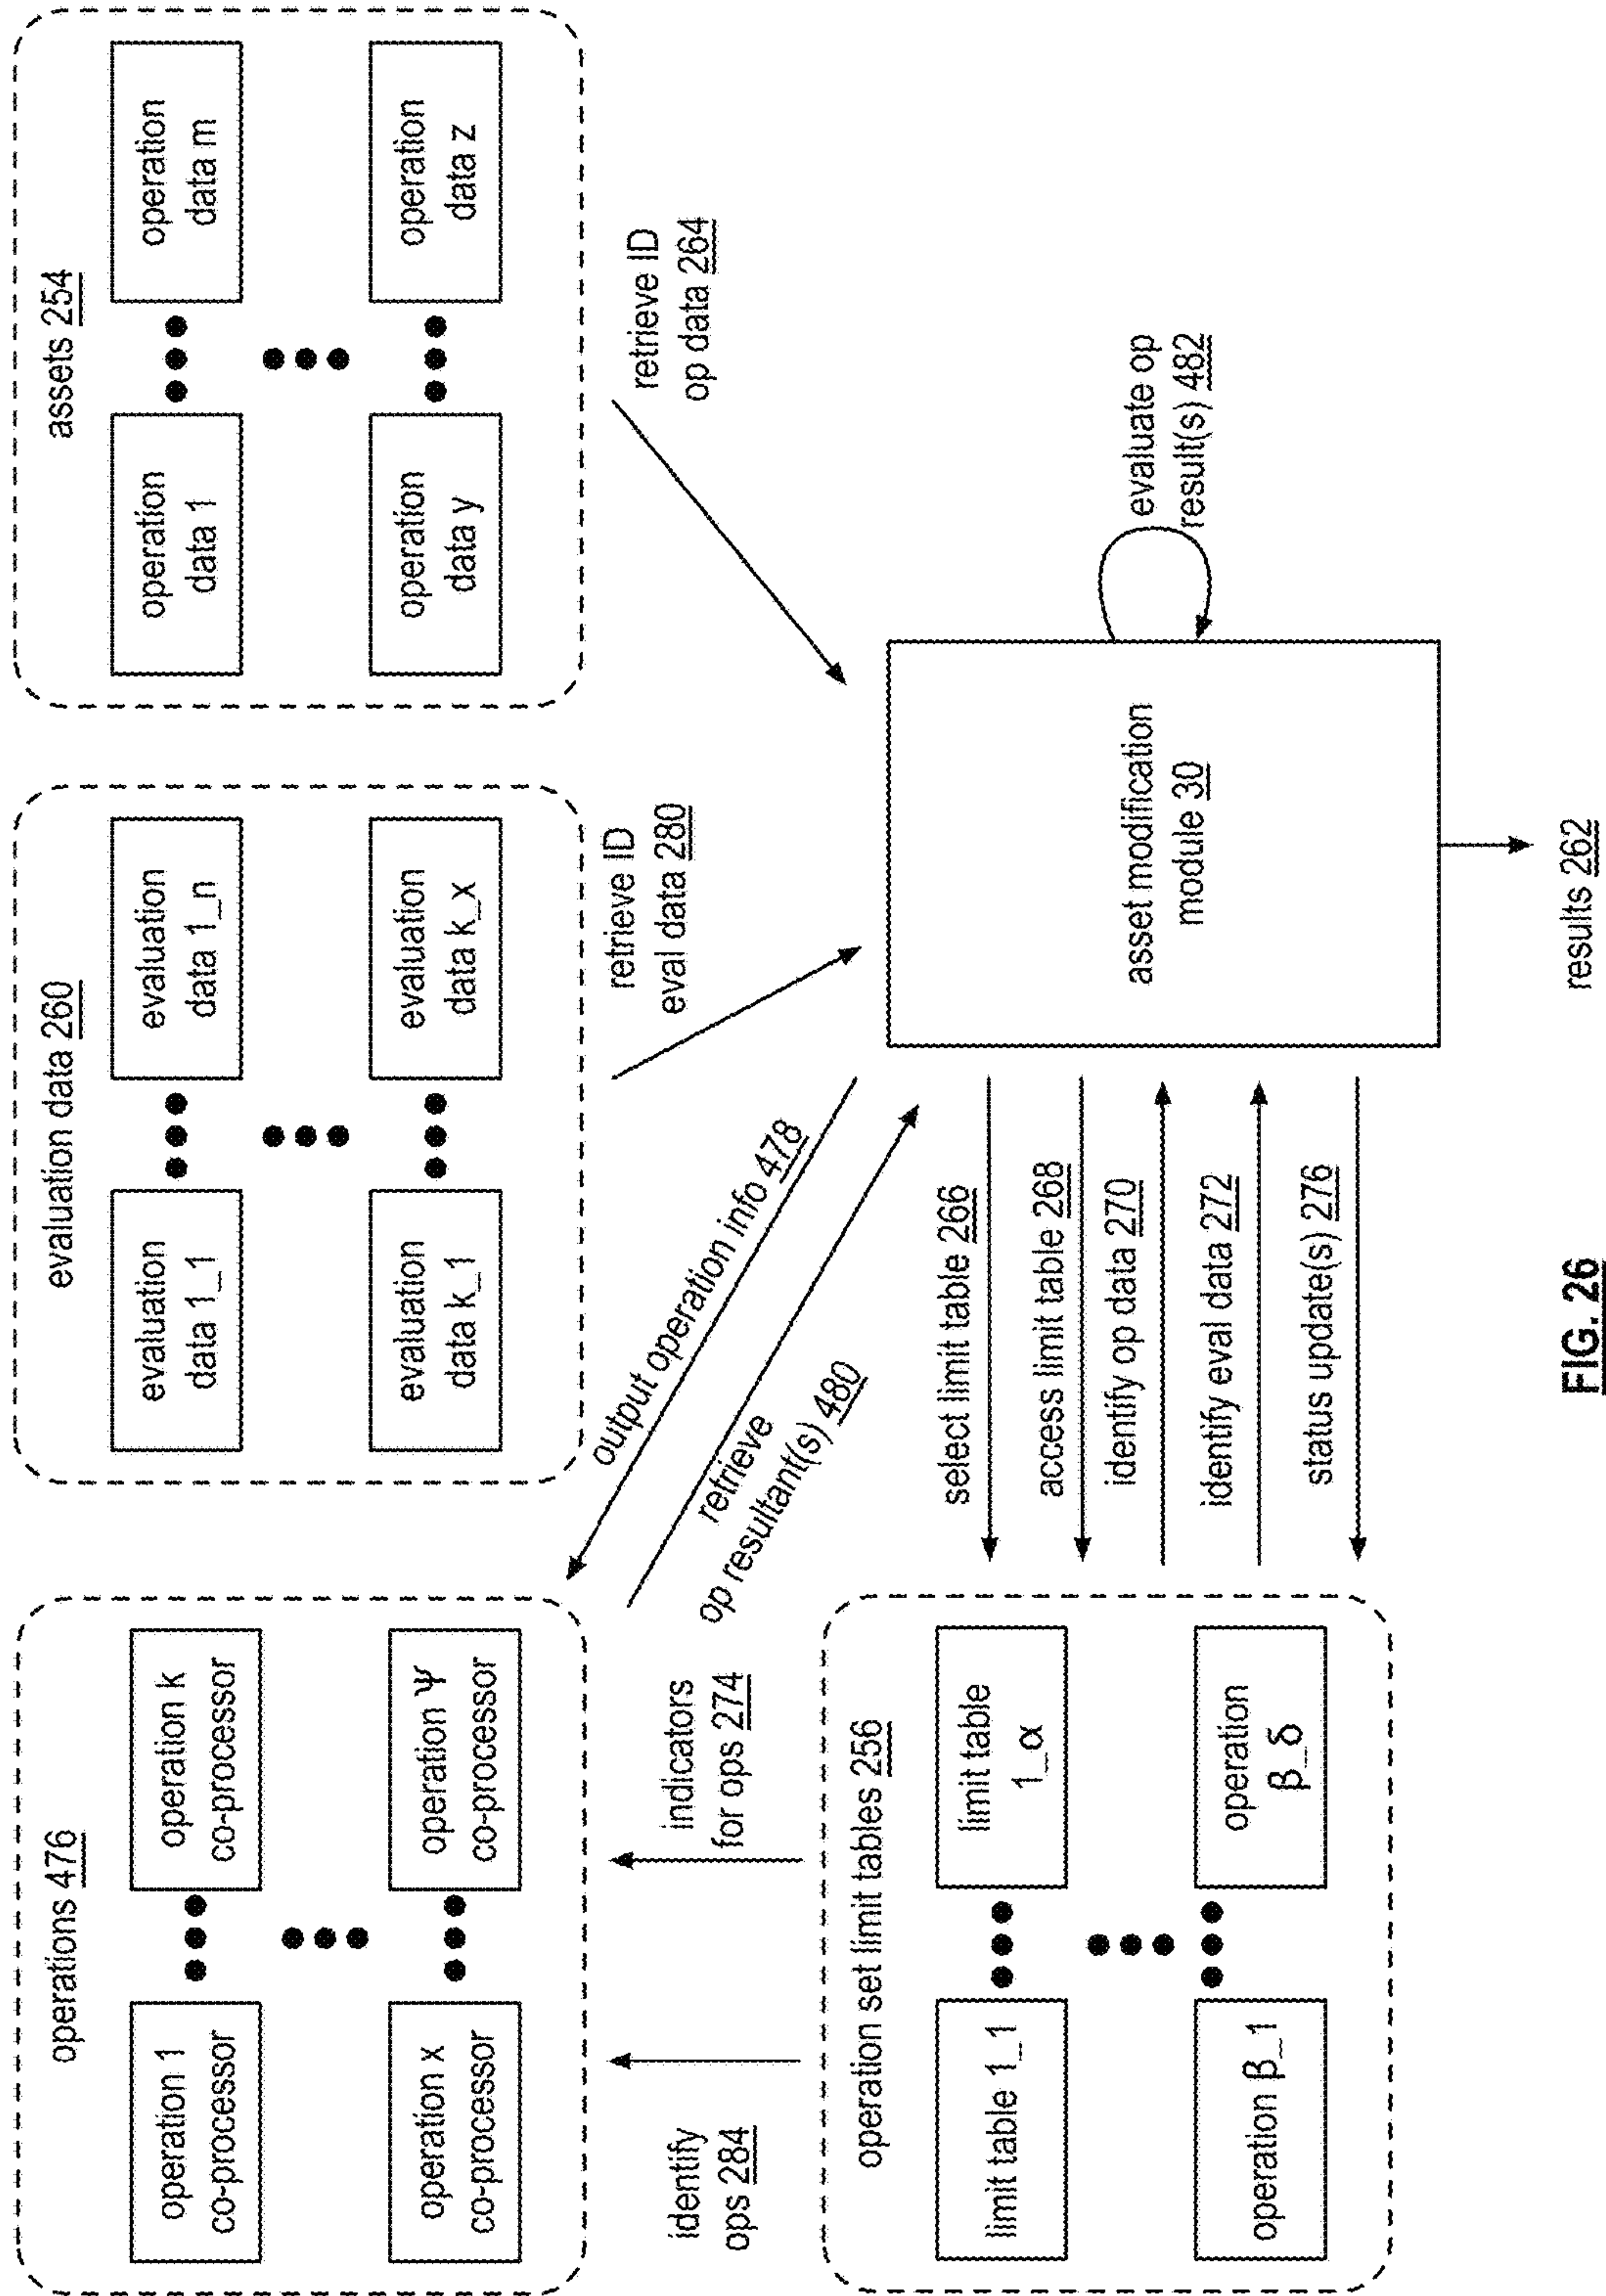 operations 476
operation 1
co-processor
operation k
co-processor
operation x
co-processor
operation Ψ
co-processor
evaluation data 260
evaluation
data 1_1
evaluation
data 1_n
evaluation
data k_1
evaluation
data k_x
assets 254
operation
data 1
operation
data m
operation
data y
operation
data z
identify
ops 284
indicators
for ops 274
output operation info 478
retrieve
op resultant(s) 480
retrieve ID
eval data 280
retrieve ID
op data 264
operation set limit tables 256
limit table 1_1
limit table
1_α
operation β_1
operation
β_δ
select limit table 266
access limit table 268
identify op data 270
identify eval data 272
status update(s) 276
asset modification
module 30
evaluate op
result(s) 482
results 262
FIG. 26